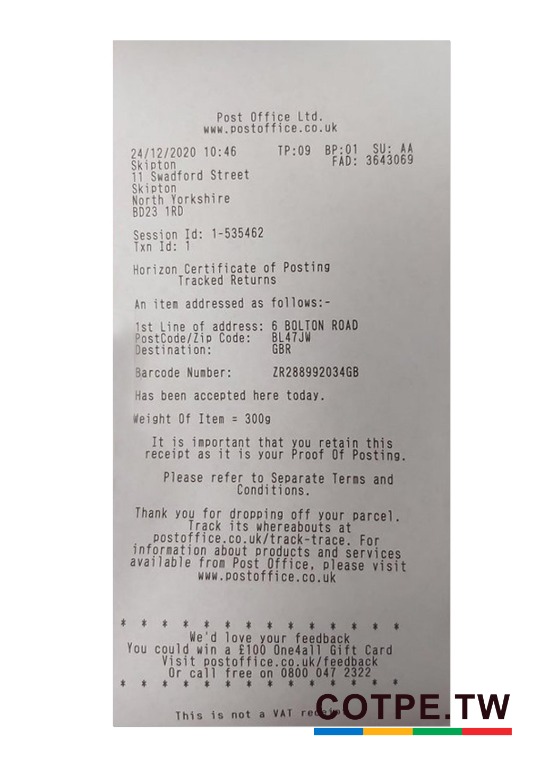 Post Office Ltd.
www.postoffice.co.uk
24/12/2020 10:46 TP:09 BP:01 SU: AA
Skipton FAD: 3643069
11 Swadford Street
Skipton
North Yorkshire
BD23 1RD
Session Id: 1-535462
Txn Id: 1
Horizon Certificate of Posting
Tracked Returns
An item addressed as follows:-
1st Line of address: 6 BOLTON ROAD
PostCode/Zip Code: BL47JW
Destination: GBR
Barcode Number: ZR288992034GB
Has been accepted here today.
Weight Of Item = 300g
It is important that you retain this
receipt as it is your Proof Of Posting.
Please refer to Separate Terms and
Conditions.
Thank you for dropping off your parcel.
Track its whereabouts at
postoffice.co.uk/track-trace. For
information about products and services
available from Post Office, please visit
www.postoffice.co.uk
* * * * * * * * * * * * * *
We'd love your feedback
You could win a £100 One4all Gift Card
Visit postoffice.co.uk/feedback
Or call free on 0800 047 2322
* * * * * * * * * * * * * *
This is not a VAT
COTPE.TW